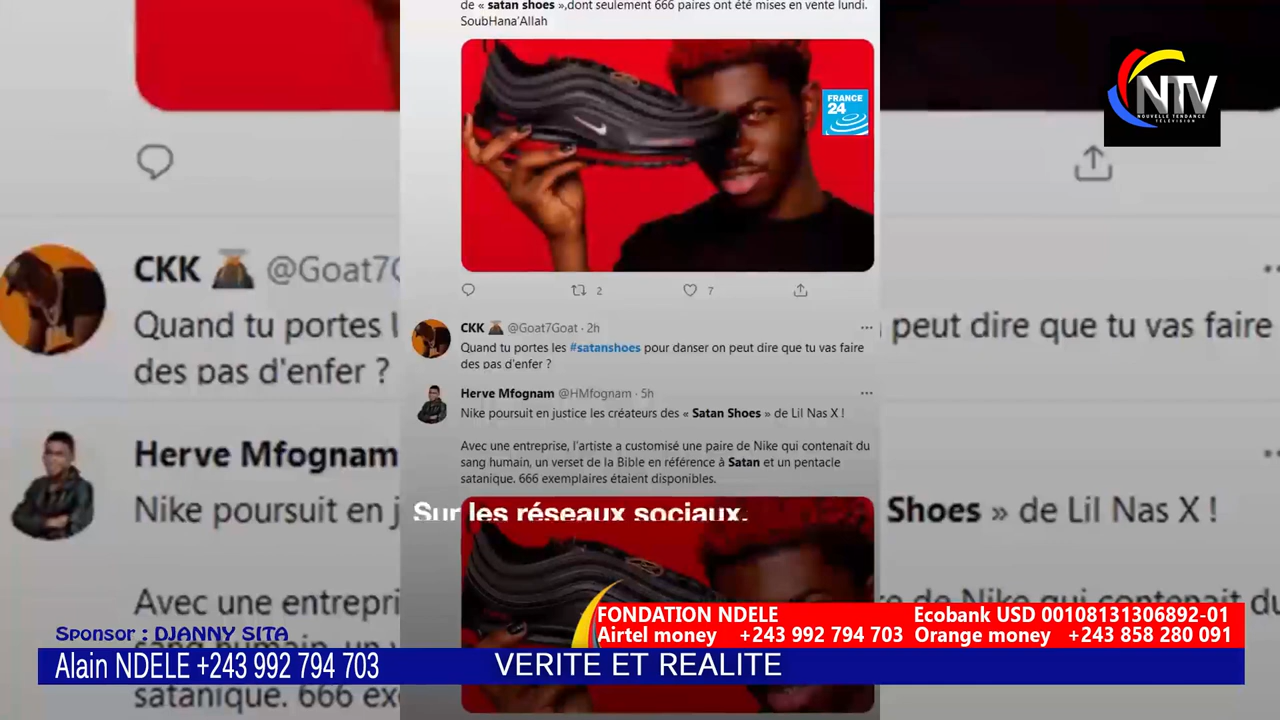 de « satan shoes »,dont seulement 666 paires ont été mises en vente lundi.
SoubHana'Allah
FRANCE
24
NTV
NOUVELLE TENDANCE
TELEVISION
2
7
CKK @Goat7G
Quand tu portes l
des pas d'enfer ?
peut dire que tu vas faire
CKK @Goat7Goat · 2h
Quand tu portes les #satanshoes pour danser on peut dire que tu vas faire
des pas d'enfer ?
Herve Mfognam @HMfognam · 5h
Nike poursuit en justice les créateurs des « Satan Shoes » de Lil Nas X !
Avec une entreprise, l'artiste a customisé une paire de Nike qui contenait du
sang humain, un verset de la Bible en référence à Satan et un pentacle
satanique. 666 exemplaires étaient disponibles.
Herve Mfognam
Nike poursuit en j
Shoes » de Lil Nas X !
Avec une entrepri
de Nike qui contenait du
satanique. 666 ex
Sur les réseaux sociaux.
FONDATION NDELE Ecobank USD 00108131306892-01
Airtel money +243 992 794 703 Orange money +243 858 280 091
Sponsor : DJANNY SITA
Alain NDELE +243 992 794 703 VERITE ET REALITE